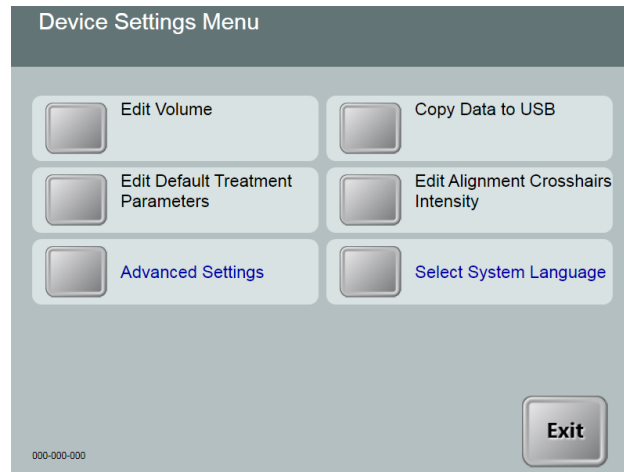 Device Settings Menu
Edit Volume
Copy Data to USB
Edit Default Treatment
Parameters
Edit Alignment Crosshairs
Intensity
Advanced Settings
Select System Language
Exit
000-000-000